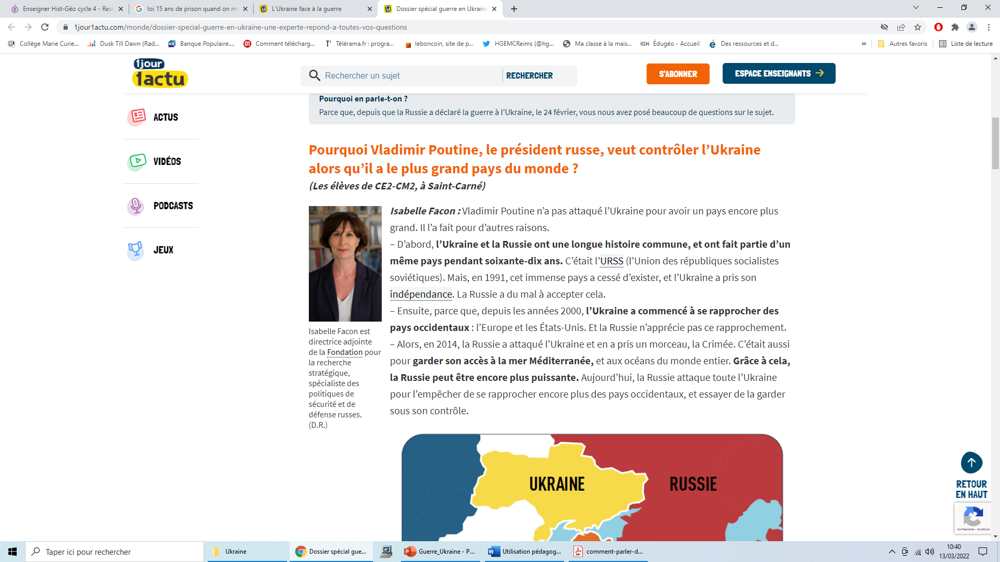 Enseigner Hist-Géo cycle 4 - Ress
loi 15 ans de prison quand on ma
L'Ukraine face à la guerre
Dossier spécial guerre en Ukraine
1jour1actu.com/monde/dossier-special-guerre-en-ukraine-une-experte-repond-a-toutes-vos-questions
Collège Marie Curie...
Dusk Till Dawn (Rad...
Banque Populaire....
Comment télécharg...
Télérama.fr : progra...
leboncoin, site de p...
HGEMCReims (@hg...
Ma classe à la mais...
IGN Édugéo - Accueil
Des ressources et d...
»
Autres favoris
Liste de lecture
1jour
1actu
Rechercher un sujet
RECHERCHER
S'ABONNER
ESPACE ENSEIGNANTS
ACTUS
VIDÉOS
PODCASTS
JEUX
Pourquoi en parle-t-on ?
Parce que, depuis que la Russie a déclaré la guerre à l'Ukraine, le 24 février, vous nous avez posé beaucoup de questions sur le sujet.
Pourquoi Vladimir Poutine, le président russe, veut contrôler l'Ukraine
alors qu'il a le plus grand pays du monde ?
(Les élèves de CE2-CM2, à Saint-Carné)
Isabelle Facon : Vladimir Poutine n'a pas attaqué l'Ukraine pour avoir un pays encore plus
grand. Il l'a fait pour d'autres raisons.
– D'abord, l'Ukraine et la Russie ont une longue histoire commune, et ont fait partie d'un
même pays pendant soixante-dix ans. C'était l'URSS (l'Union des républiques socialistes
soviétiques). Mais, en 1991, cet immense pays a cessé d'exister, et l'Ukraine a pris son
indépendance. La Russie a du mal à accepter cela.
– Ensuite, parce que, depuis les années 2000, l'Ukraine a commencé à se rapprocher des
pays occidentaux : l'Europe et les États-Unis. Et la Russie n'apprécie pas ce rapprochement.
– Alors, en 2014, la Russie a attaqué l'Ukraine et en a pris un morceau, la Crimée. C'était aussi
pour garder son accès à la mer Méditerranée, et aux océans du monde entier. Grâce à cela,
la Russie peut être encore plus puissante. Aujourd'hui, la Russie attaque toute l'Ukraine
pour l'empêcher de se rapprocher encore plus des pays occidentaux, et essayer de la garder
sous son contrôle.
Isabelle Facon est
directrice adjointe
de la Fondation pour
la recherche
stratégique,
spécialiste des
politiques de
sécurité et de
défense russes.
(D.R.)
UKRAINE
RUSSIE
RETOUR
EN HAUT
Confidentialité - Conditions
Taper ici pour rechercher
Ukraine
Dossier spécial gue...
Guerre_Ukraine - P...
Utilisation pédagog...
comment-parler-d...
10:40
13/03/2022